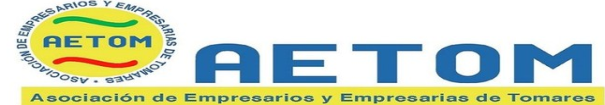 ASOCIACIÓN DE EMPRESARIOS Y EMPRESARIAS DE TOMARES
AETOM
AETOM
Asociación de Empresarios y Empresarias de Tomares